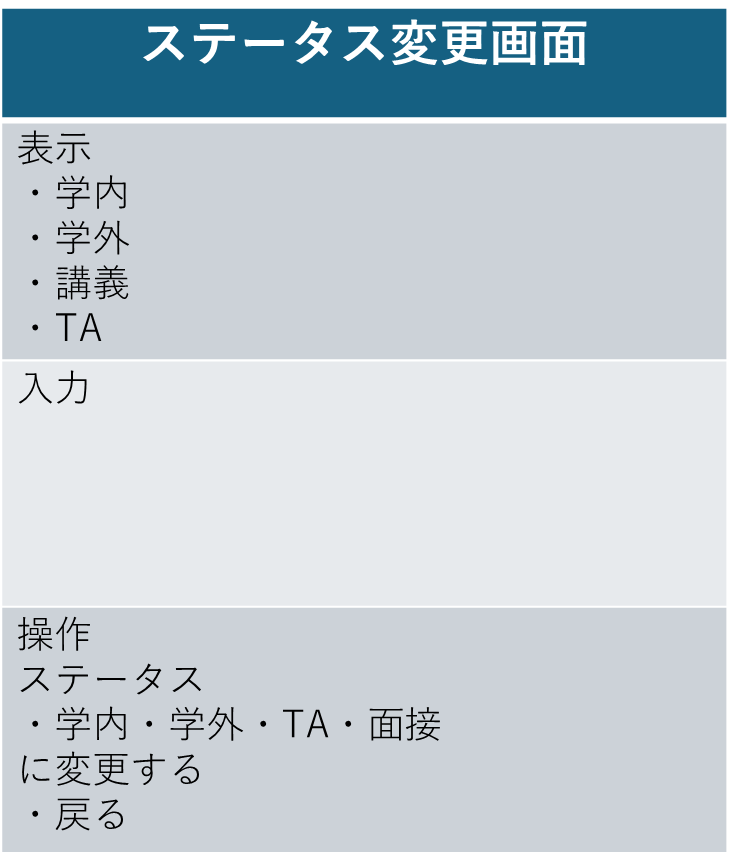 ステータス変更画面
表示
・学内
・学外
・講義
・TA
入力
操作
ステータス
・学内・学外・TA・面接
に変更する
・戻る